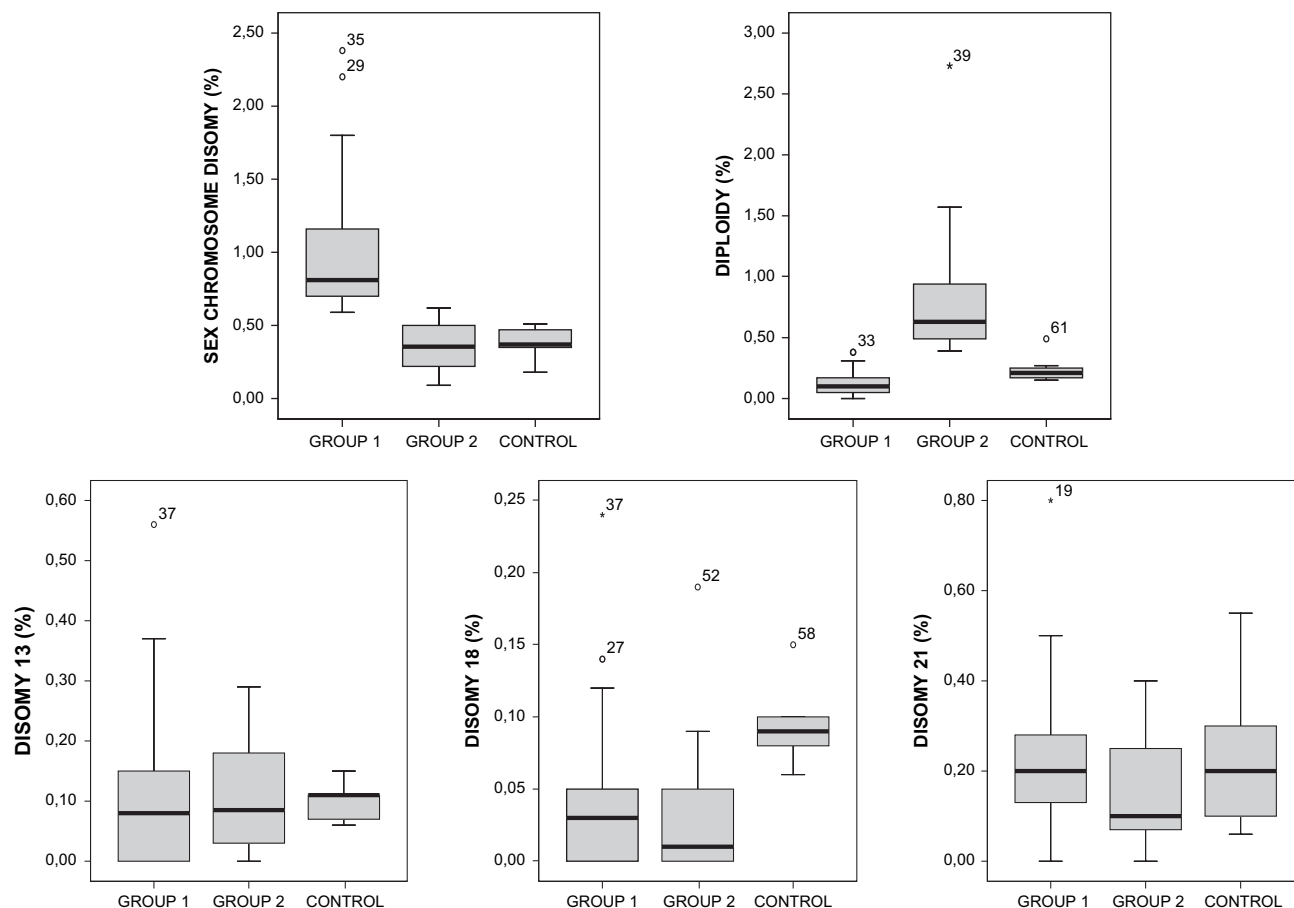 SEX CHROMOSOME DISOMY (%)
2,50
2,00
1,50
1,00
0,50
0,00
35
29
GROUP 1
GROUP 2
CONTROL
DIPLOIDY (%)
3,00
2,50
2,00
1,50
1,00
0,50
0,00
33
39
61
GROUP 1
GROUP 2
CONTROL
DISOMY 13 (%)
0,60
0,50
0,40
0,30
0,20
0,10
0,00
37
GROUP 1
GROUP 2
CONTROL
DISOMY 18 (%)
0,25
0,20
0,15
0,10
0,05
0,00
37
27
52
58
GROUP 1
GROUP 2
CONTROL
DISOMY 21 (%)
0,80
0,60
0,40
0,20
0,00
19
GROUP 1
GROUP 2
CONTROL